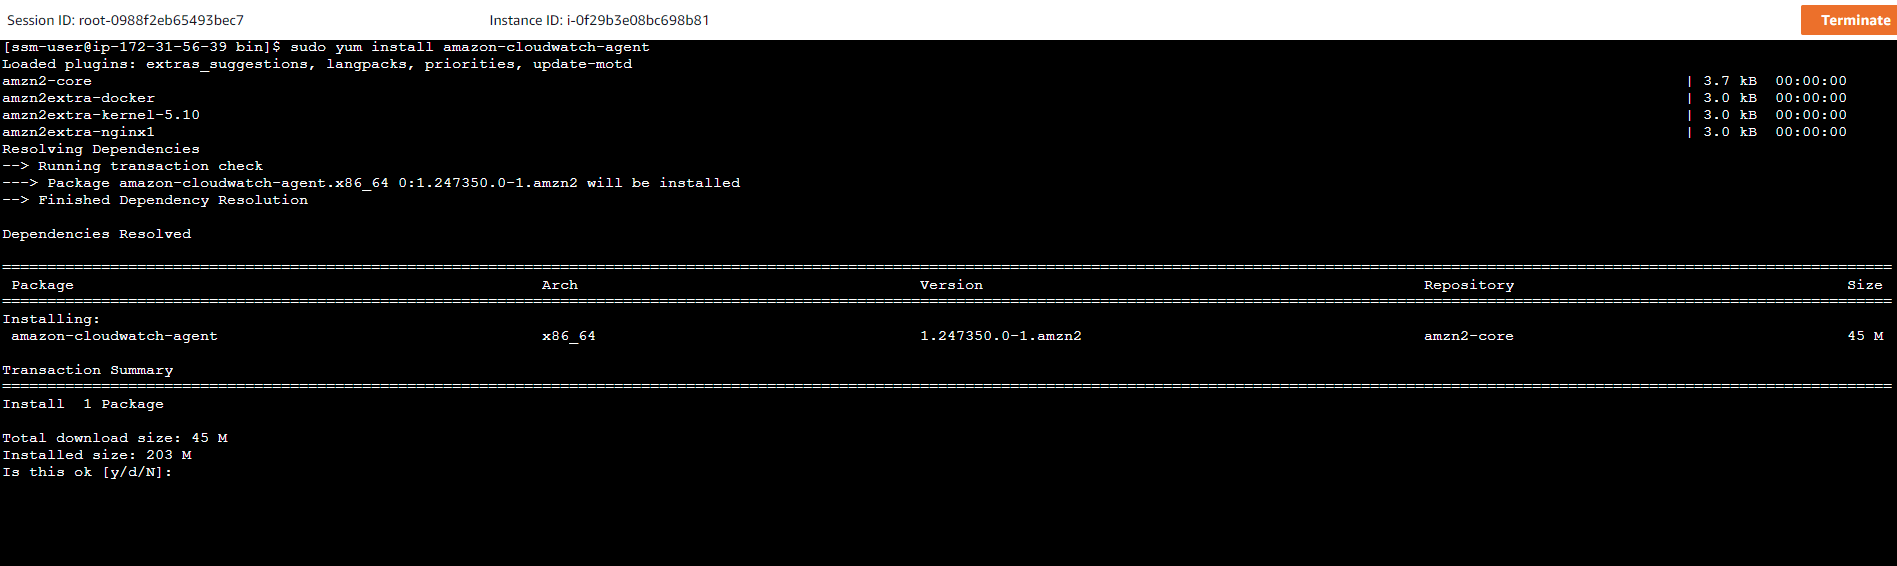 Session ID: root-0988f2eb65493bec7 Instance ID: i-0f29b3e08bc698b81 Terminate
[ssm-user@ip-172-31-56-39 bin]$ sudo yum install amazon-cloudwatch-agent
Loaded plugins: extras_suggestions, langpacks, priorities, update-motd
amzn2-core | 3.7 kB 00:00:00
amzn2extra-docker | 3.0 kB 00:00:00
amzn2extra-kernel-5.10 | 3.0 kB 00:00:00
amzn2extra-nginx1 | 3.0 kB 00:00:00
Resolving Dependencies
--> Running transaction check
---> Package amazon-cloudwatch-agent.x86_64 0:1.247350.0-1.amzn2 will be installed
--> Finished Dependency Resolution
Dependencies Resolved
Package Arch Version Repository Size
Installing:
amazon-cloudwatch-agent x86_64 1.247350.0-1.amzn2 amzn2-core 45 M
Transaction Summary
Install 1 Package
Total download size: 45 M
Installed size: 203 M
Is this ok [y/d/N]: